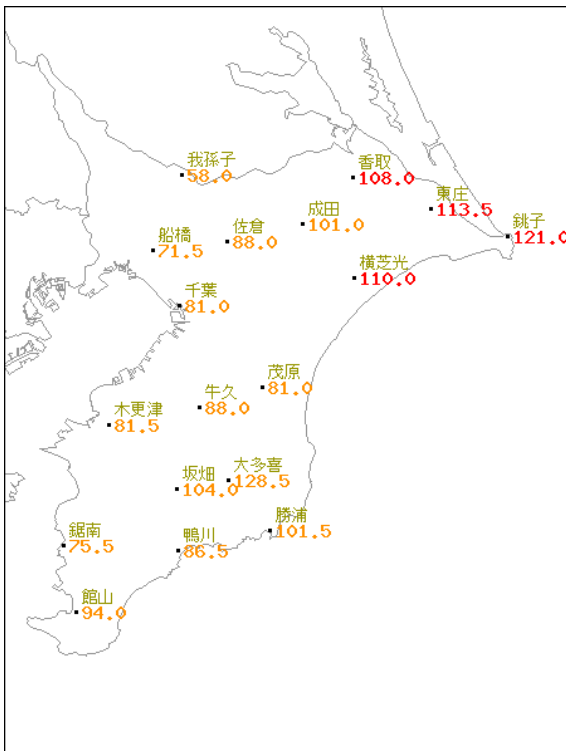 我孫子
58.0
香取
108.0
東庄
113.5
銚子
121.0
成田
101.0
佐倉
88.0
船橋
71.5
横芝光
110.0
千葉
81.0
茂原
81.0
牛久
88.0
木更津
81.5
大多喜
128.5
坂畑
104.0
勝浦
101.5
鋸南
75.5
鴨川
86.5
館山
94.0